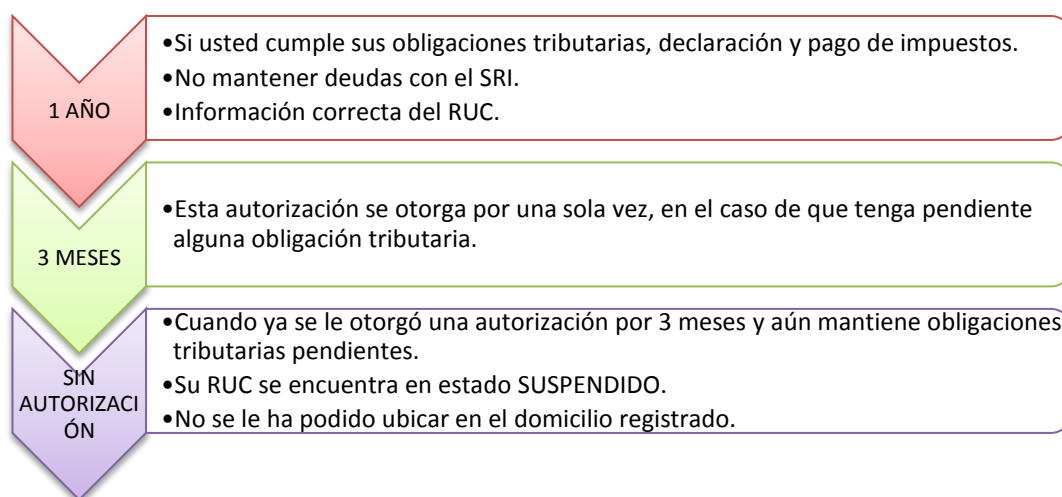 1 AÑO
•Si usted cumple sus obligaciones tributarias, declaración y pago de impuestos.
•No mantener deudas con el SRI.
•Información correcta del RUC.
3 MESES
•Esta autorización se otorga por una sola vez, en el caso de que tenga pendiente
alguna obligación tributaria.
SIN
AUTORIZACI
ÓN
•Cuando ya se le otorgó una autorización por 3 meses y aún mantiene obligaciones
tributarias pendientes.
•Su RUC se encuentra en estado SUSPENDIDO.
•No se le ha podido ubicar en el domicilio registrado.